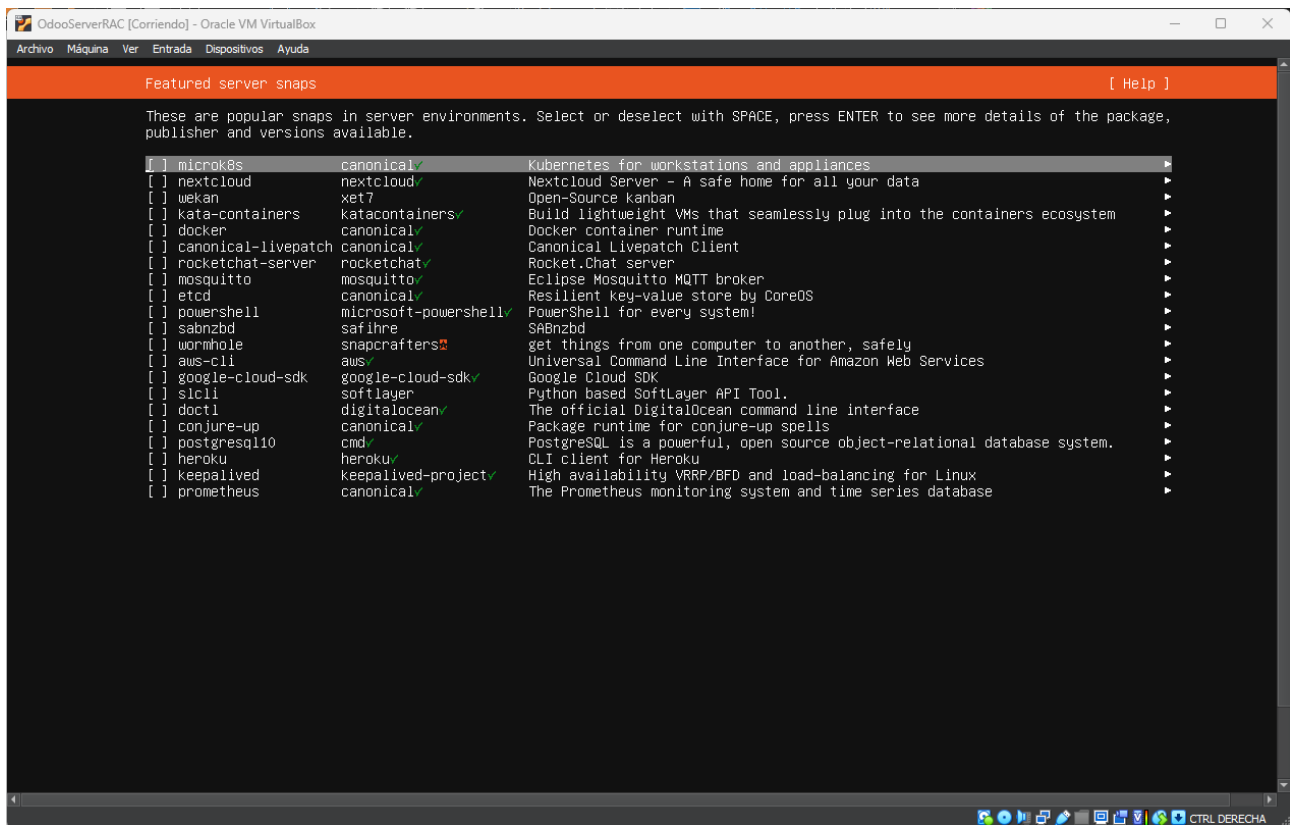 OdooServerRAC [Corriendo] - Oracle VM VirtualBox
Archivo Máquina Ver Entrada Dispositivos Ayuda
Featured server snaps [ Help ]
These are popular snaps in server environments. Select or deselect with SPACE, press ENTER to see more details of the package,
publisher and versions available.
[ ] microk8s canonical✓ Kubernetes for workstations and appliances ▸
[ ] nextcloud nextcloud✓ Nextcloud Server - A safe home for all your data ▸
[ ] wekan xet7 Open-Source kanban ▸
[ ] kata-containers katacontainers✓ Build lightweight VMs that seamlessly plug into the containers ecosystem ▸
[ ] docker canonical✓ Docker container runtime ▸
[ ] canonical-livepatch canonical✓ Canonical Livepatch Client ▸
[ ] rocketchat-server rocketchat✓ Rocket.Chat server ▸
[ ] mosquitto mosquitto✓ Eclipse Mosquitto MQTT broker ▸
[ ] etcd canonical✓ Resilient key-value store by CoreOS ▸
[ ] powershell microsoft-powershell✓ PowerShell for every system! ▸
[ ] sabnzbd safihre SABnzbd ▸
[ ] wormhole snapcrafters get things from one computer to another, safely ▸
[ ] aws-cli aws✓ Universal Command Line Interface for Amazon Web Services ▸
[ ] google-cloud-sdk google-cloud-sdk✓ Google Cloud SDK ▸
[ ] slcli softlayer Python based SoftLayer API Tool. ▸
[ ] doctl digitalocean✓ The official DigitalOcean command line interface ▸
[ ] conjure-up canonical✓ Package runtime for conjure-up spells ▸
[ ] postgresql10 cmd✓ PostgreSQL is a powerful, open source object-relational database system. ▸
[ ] heroku heroku✓ CLI client for Heroku ▸
[ ] keepalived keepalived-project✓ High availability VRRP/BFD and load-balancing for Linux ▸
[ ] prometheus canonical✓ The Prometheus monitoring system and time series database ▸
CTRL DERECHA